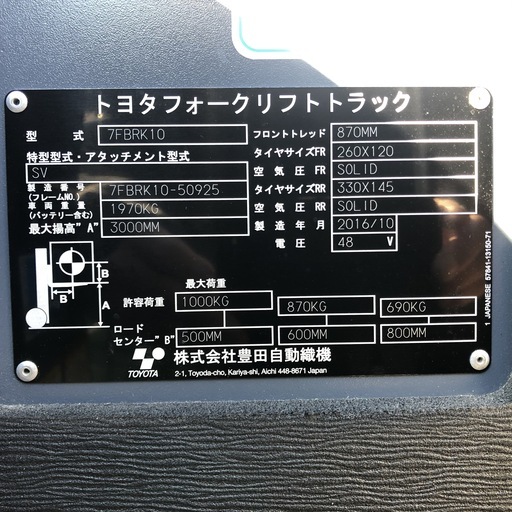 トヨタフォークリフトトラック
型 式 7FBRK10
特型型式・アタッチメント型式
SV
製造番号 (フレームNO.) 7FBRK10-50925
車両重量 (バッテリー含む) 1970KG
最大揚高"A" 3000MM
フロントトレッド 870MM
タイヤサイズFR 260X120
空気圧FR SOLID
タイヤサイズRR 330X145
空気圧RR SOLID
製造年月 2016/10
電圧 48 V
B
B
A
最大荷重
許容荷重 1000KG 870KG 690KG
ロードセンター"B" 500MM 600MM 800MM
TOYOTA
株式会社豊田自動織機
2-1, Toyoda-cho, Kariya-shi, Aichi 448-8671 Japan
1 JAPANESE 57841-13150-71